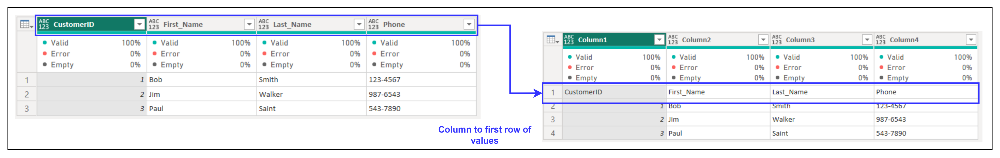 ABC 123 CustomerID ABC 123 First_Name ABC 123 Last_Name ABC 123 Phone
Valid 100% Valid 100% Valid 100% Valid 100%
Error 0% Error 0% Error 0% Error 0%
Empty 0% Empty 0% Empty 0% Empty 0%
1 1 Bob Smith 123-4567
2 2 Jim Walker 987-6543
3 3 Paul Saint 543-7890
Column to first row of
values
ABC 123 Column1 ABC 123 Column2 ABC 123 Column3 ABC 123 Column4
Valid 100% Valid 100% Valid 100% Valid 100%
Error 0% Error 0% Error 0% Error 0%
Empty 0% Empty 0% Empty 0% Empty 0%
1 CustomerID First_Name Last_Name Phone
2 1 Bob Smith 123-4567
3 2 Jim Walker 987-6543
4 3 Paul Saint 543-7890